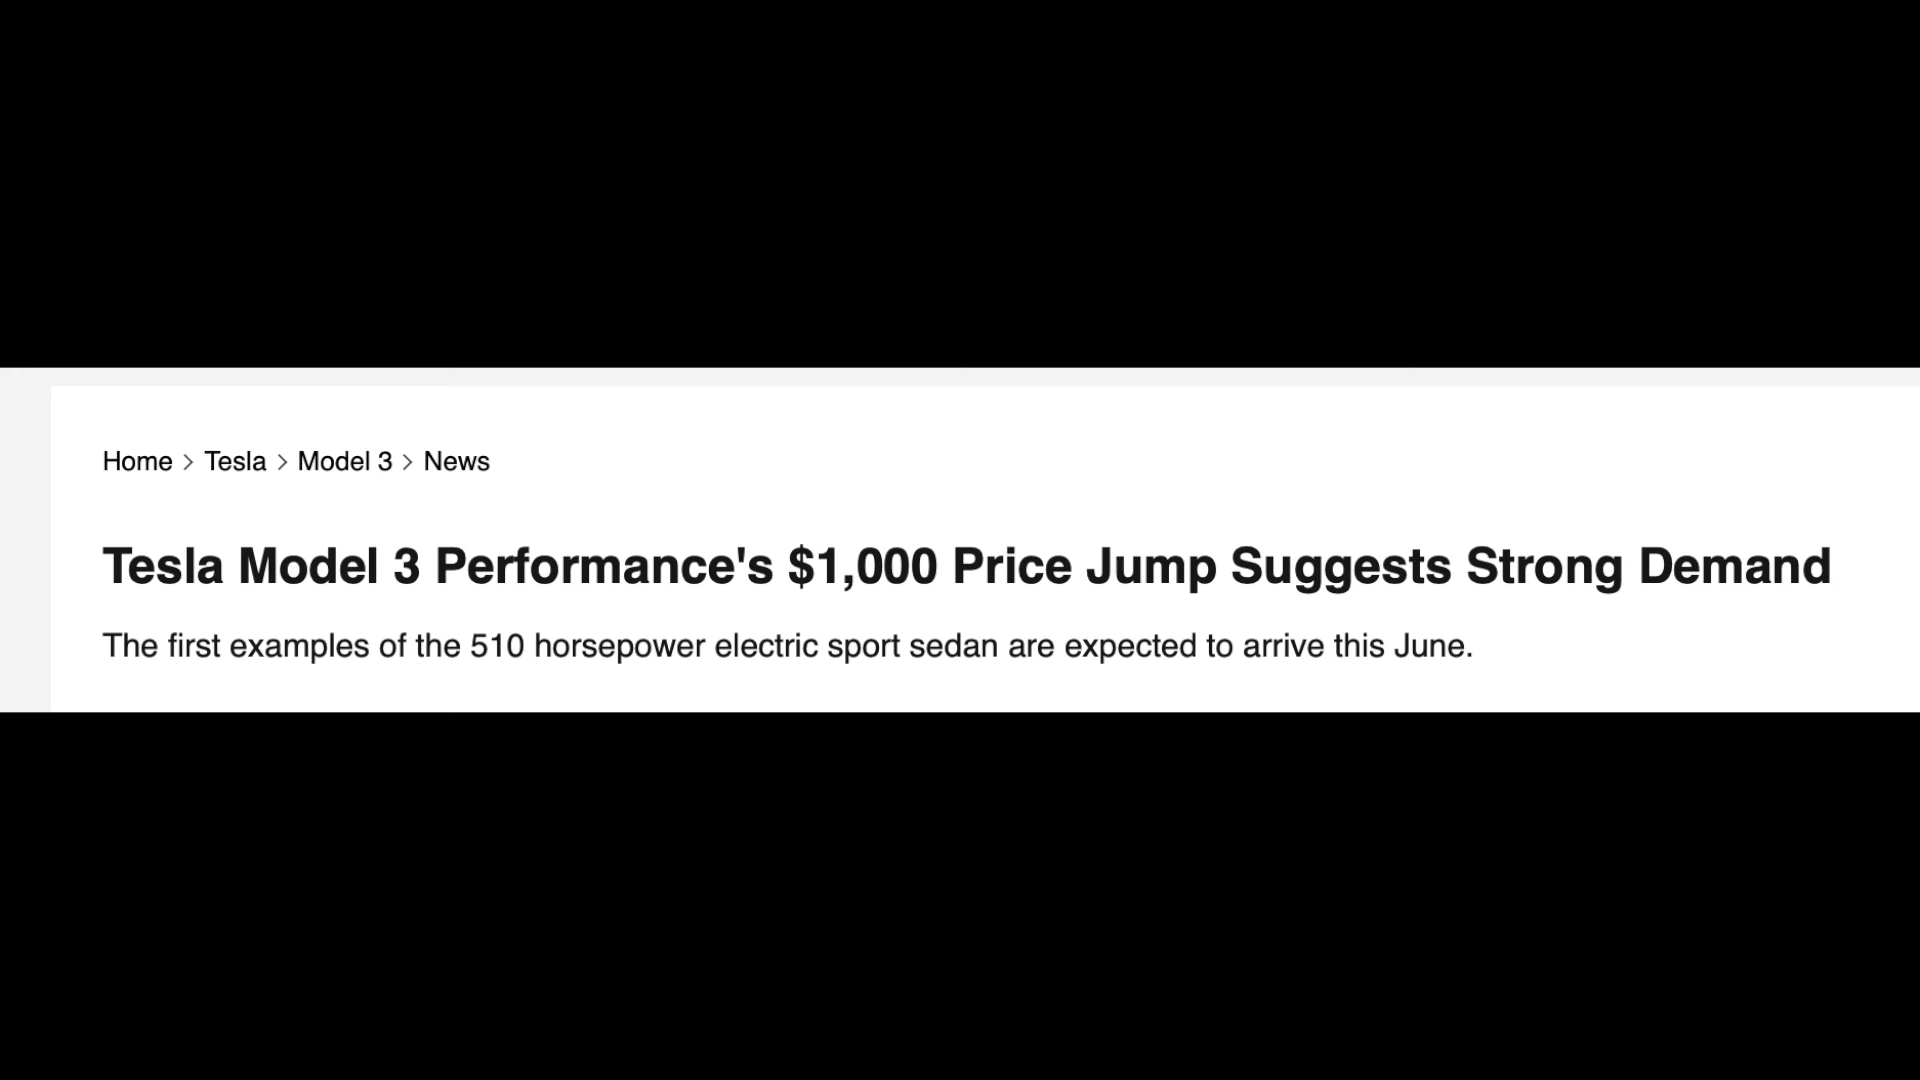 Home > Tesla > Model 3 > News
Tesla Model 3 Performance's $1,000 Price Jump Suggests Strong Demand
The first examples of the 510 horsepower electric sport sedan are expected to arrive this June.